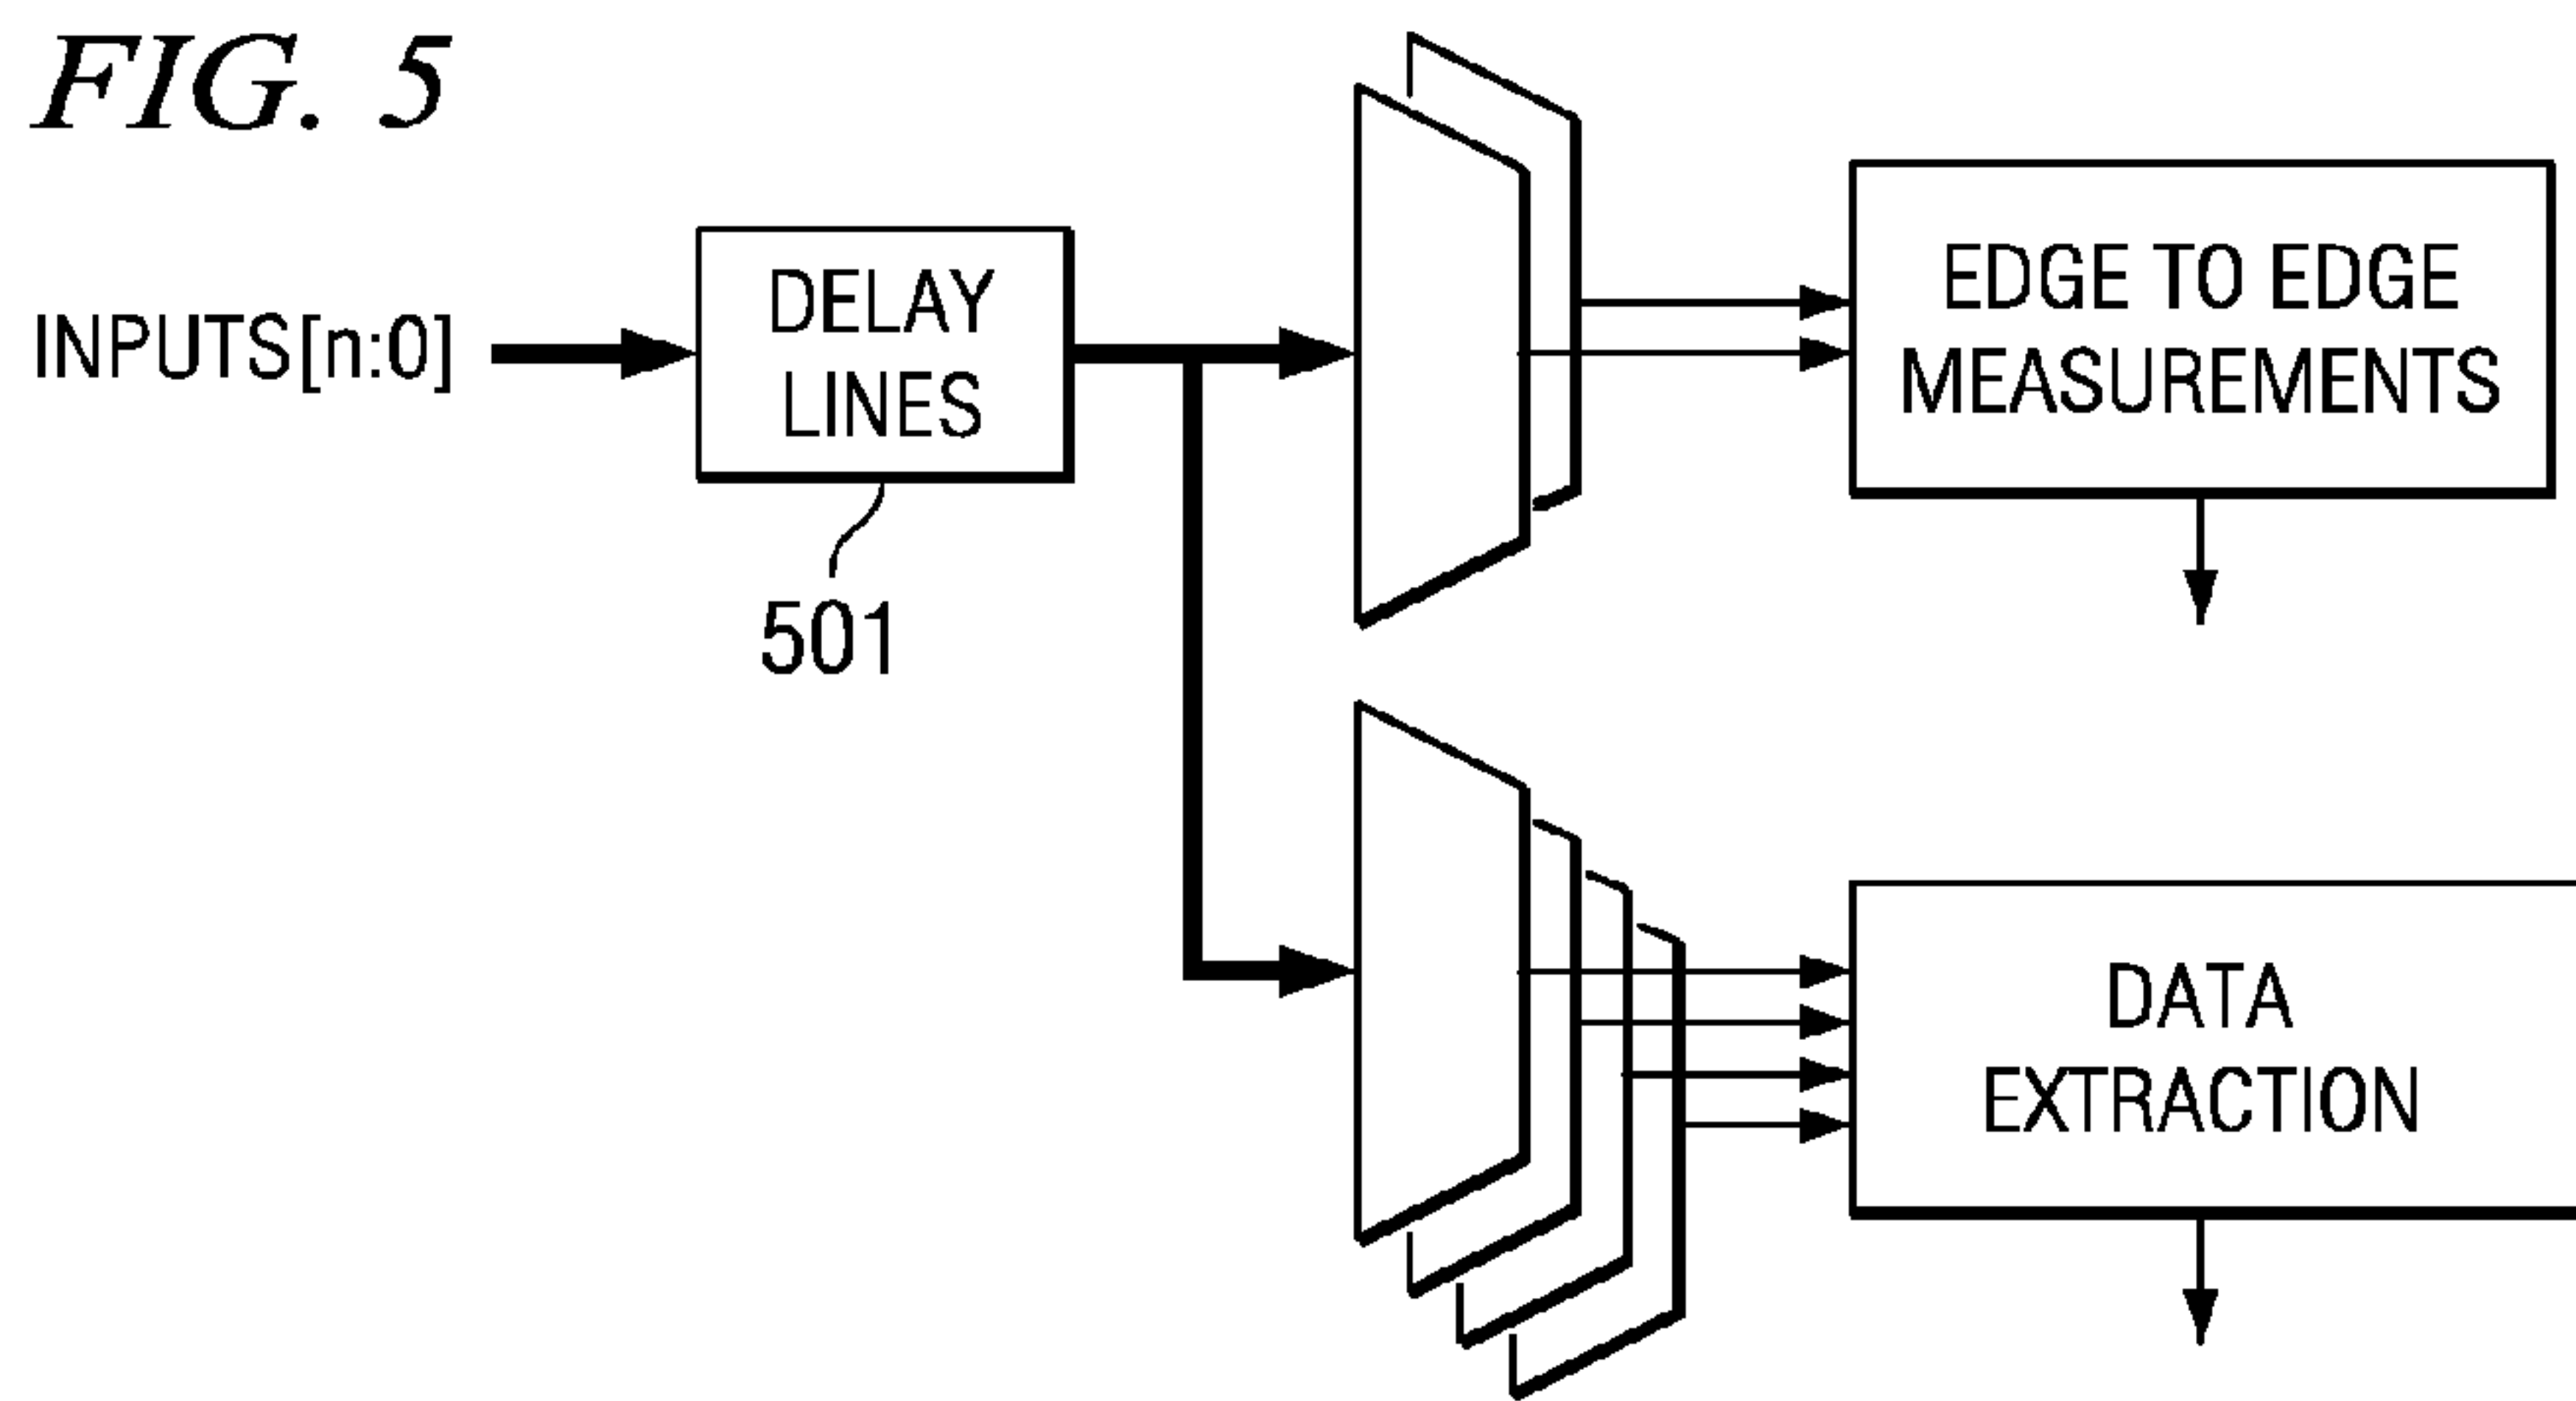 FIG. 5
INPUTS[n:0]
DELAY
LINES
501
EDGE TO EDGE
MEASUREMENTS
DATA
EXTRACTION